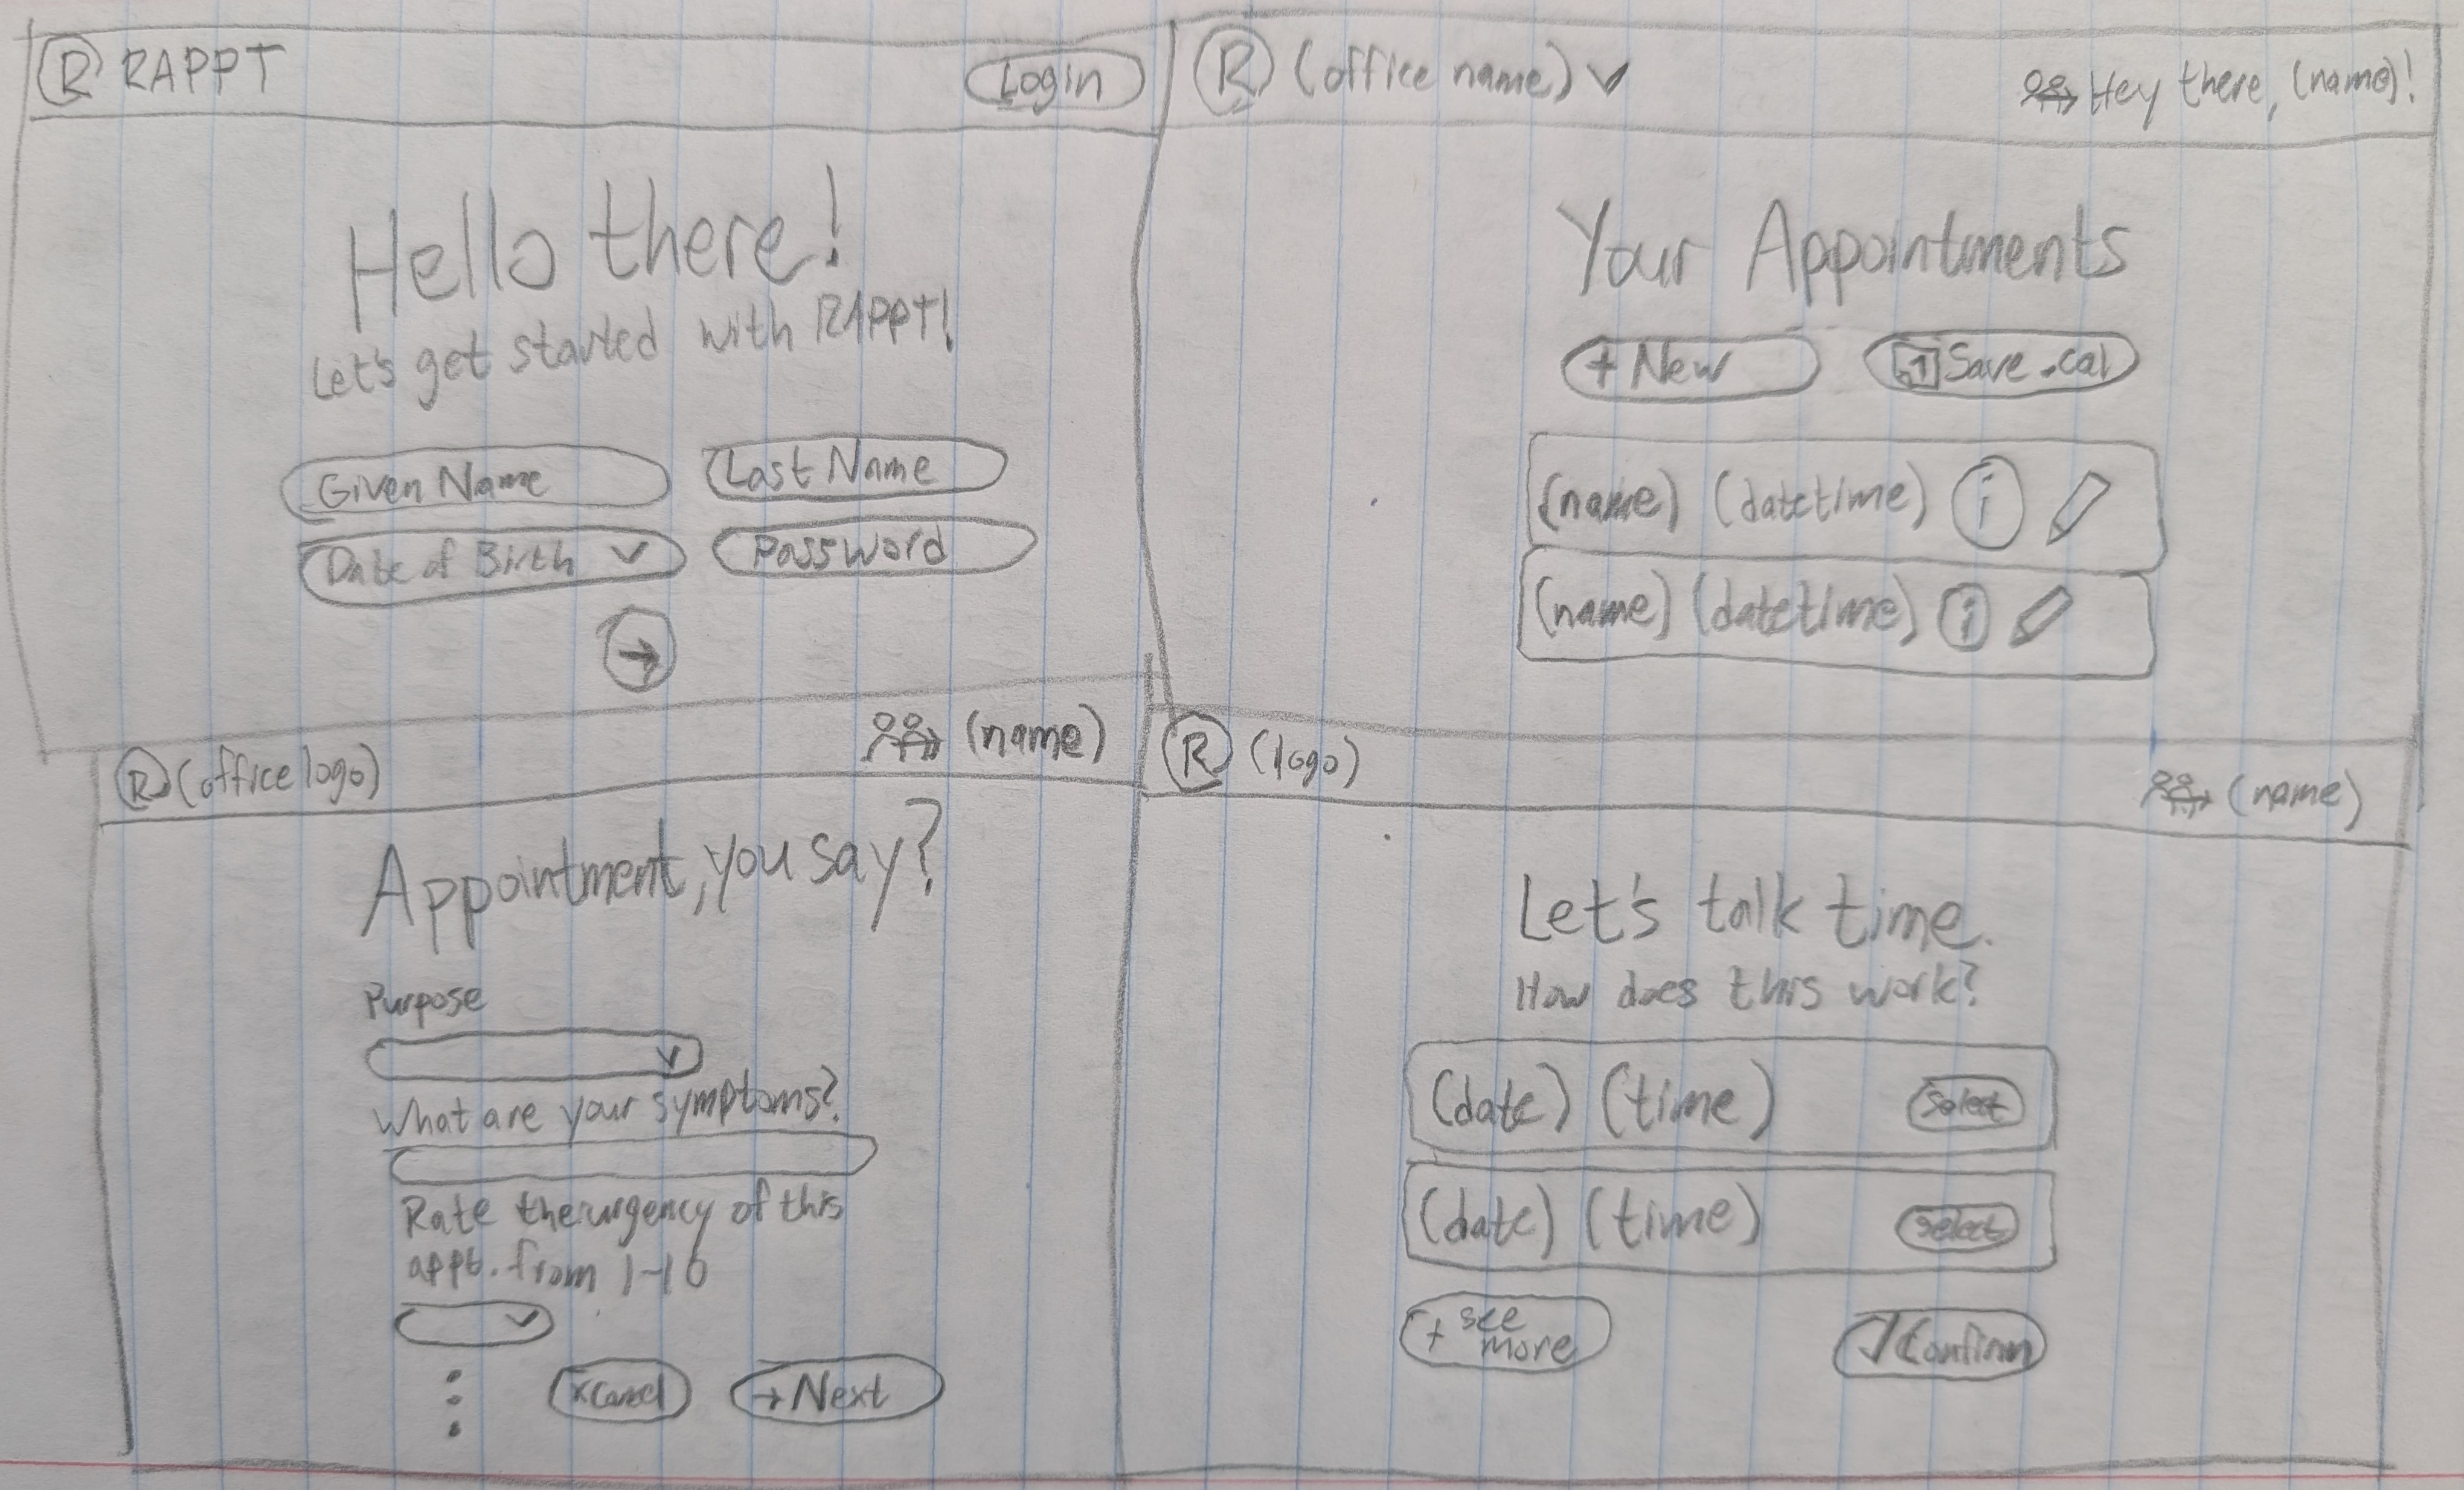 R RAPPT
Login
Hello there!
Let's get started with RAPPT!
Given Name
Last Name
Date of Birth
Password
R (office name)
Hey there, (name)!
Your Appointments
+ New
Save .cal
(name) (datetime) i
(name) (datetime) i
R (office logo)
(name)
Appointment, you say?
Purpose
What are your symptoms?
Rate the urgency of this
appt. from 1-10
x Cancel
→ Next
R (logo)
(name)
Let's talk time.
How does this work?
(date) (time)
Select
(date) (time)
Select
+ see
more
✓ Confirm